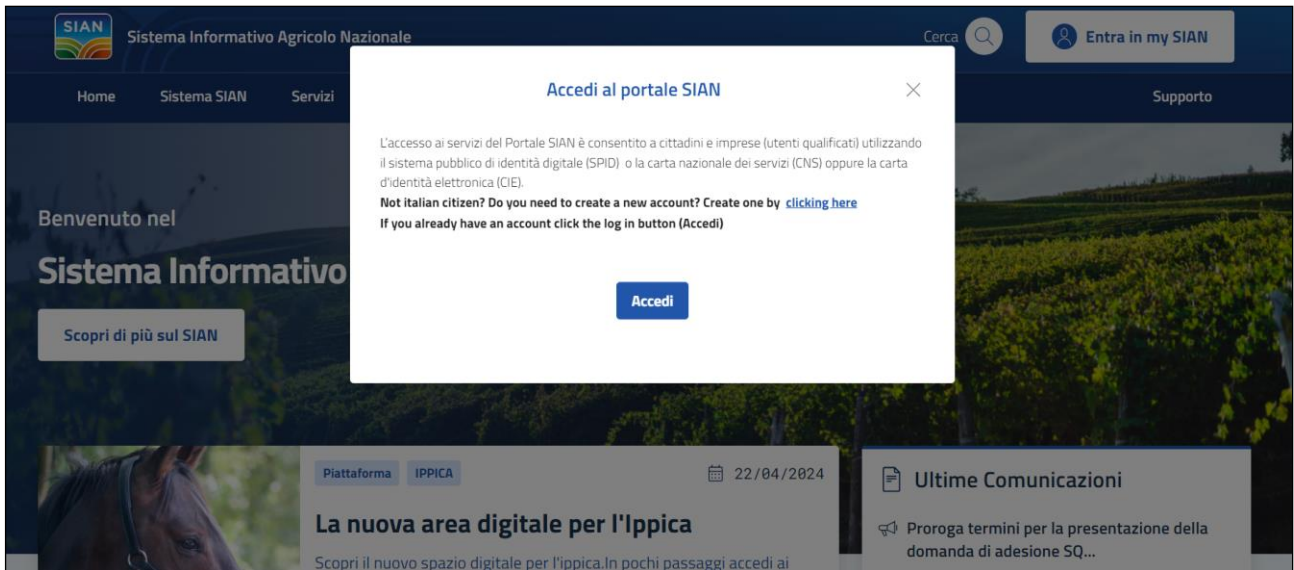 SIAN
Sistema Informativo Agricolo Nazionale
Cerca
Entra in my SIAN
Home
Sistema SIAN
Servizi
Supporto
Accedi al portale SIAN
L'accesso ai servizi del Portale SIAN è consentito a cittadini e imprese (utenti qualificati) utilizzando
il sistema pubblico di identità digitale (SPID) o la carta nazionale dei servizi (CNS) oppure la carta
d'identità elettronica (CIE).
Not italian citizen? Do you need to create a new account? Create one by clicking here
If you already have an account click the log in button (Accedi)
Accedi
Benvenuto nel
Sistema Informativo
Scopri di più sul SIAN
Piattaforma
IPPICA
22/04/2024
La nuova area digitale per l'Ippica
Scopri il nuovo spazio digitale per l'ippica.In pochi passaggi accedi ai
Ultime Comunicazioni
Proroga termini per la presentazione della
domanda di adesione SQ...